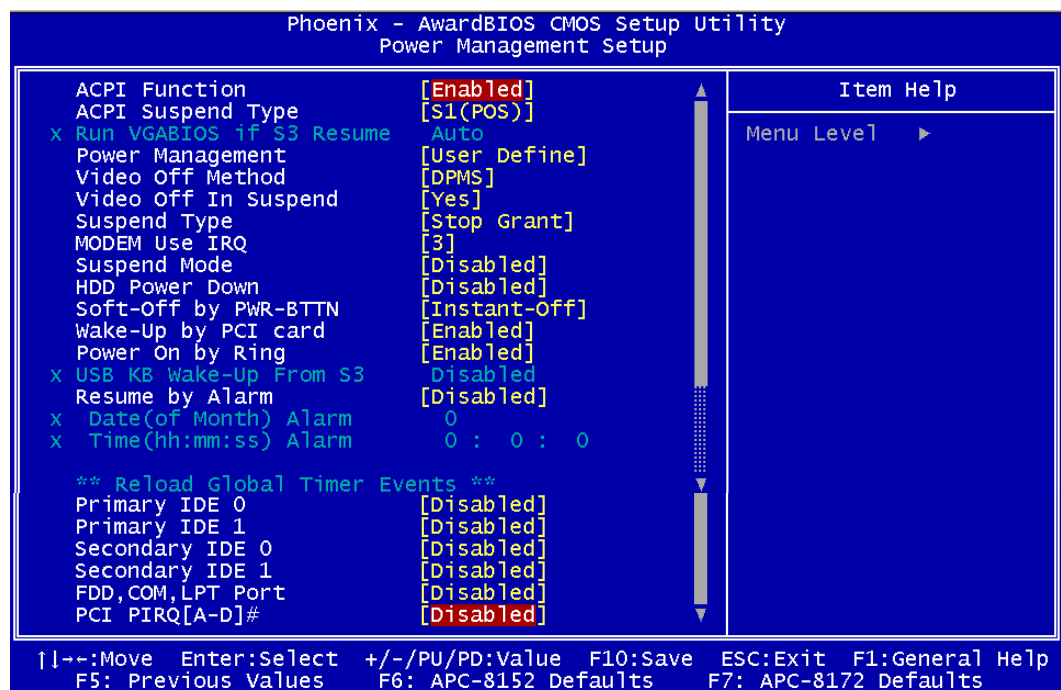 Phoenix - AwardBIOS CMOS Setup Utility
Power Management Setup
ACPI Function [Enabled]
ACPI Suspend Type [S1(POS)]
x Run VGABIOS if S3 Resume Auto
Power Management [User Define]
Video Off Method [DPMS]
Video Off In Suspend [Yes]
Suspend Type [Stop Grant]
MODEM Use IRQ [3]
Suspend Mode [Disabled]
HDD Power Down [Disabled]
Soft-Off by PWR-BTTN [Instant-Off]
Wake-Up by PCI card [Enabled]
Power On by Ring [Enabled]
x USB KB Wake-Up From S3 Disabled
Resume by Alarm [Disabled]
x Date(of Month) Alarm 0
x Time(hh:mm:ss) Alarm 0 : 0 : 0
** Reload Global Timer Events **
Primary IDE 0 [Disabled]
Primary IDE 1 [Disabled]
Secondary IDE 0 [Disabled]
Secondary IDE 1 [Disabled]
FDD,COM,LPT Port [Disabled]
PCI PIRQ[A-D]# [Disabled]
Item Help
Menu Level ▶
↑↓→←:Move Enter:Select +/-/PU/PD:Value F10:Save ESC:Exit F1:General Help
F5: Previous Values F6: APC-8152 Defaults F7: APC-8172 Defaults